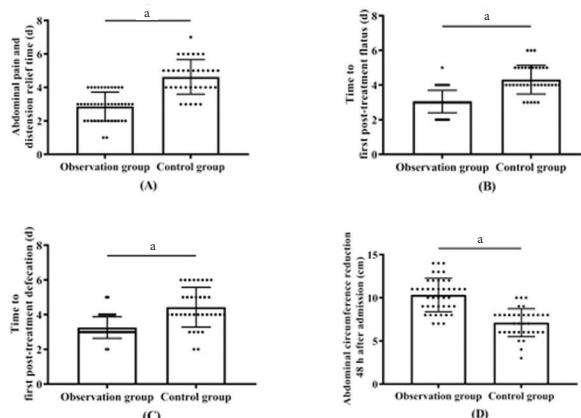 a
Abdominal pain and
distension relief time (d)
8
6
4
2
0
Observation group Control group
(A)
a
Time to
first post-treatment flatus (d)
8
6
4
2
0
Observation group Control group
(B)
a
Time to
first post-treatment defecation (d)
8
6
4
2
0
Observation group Control group
(C)
a
Abdominal circumference reduction
48 h after admission (cm)
15
10
5
0
Observation group Control group
(D)